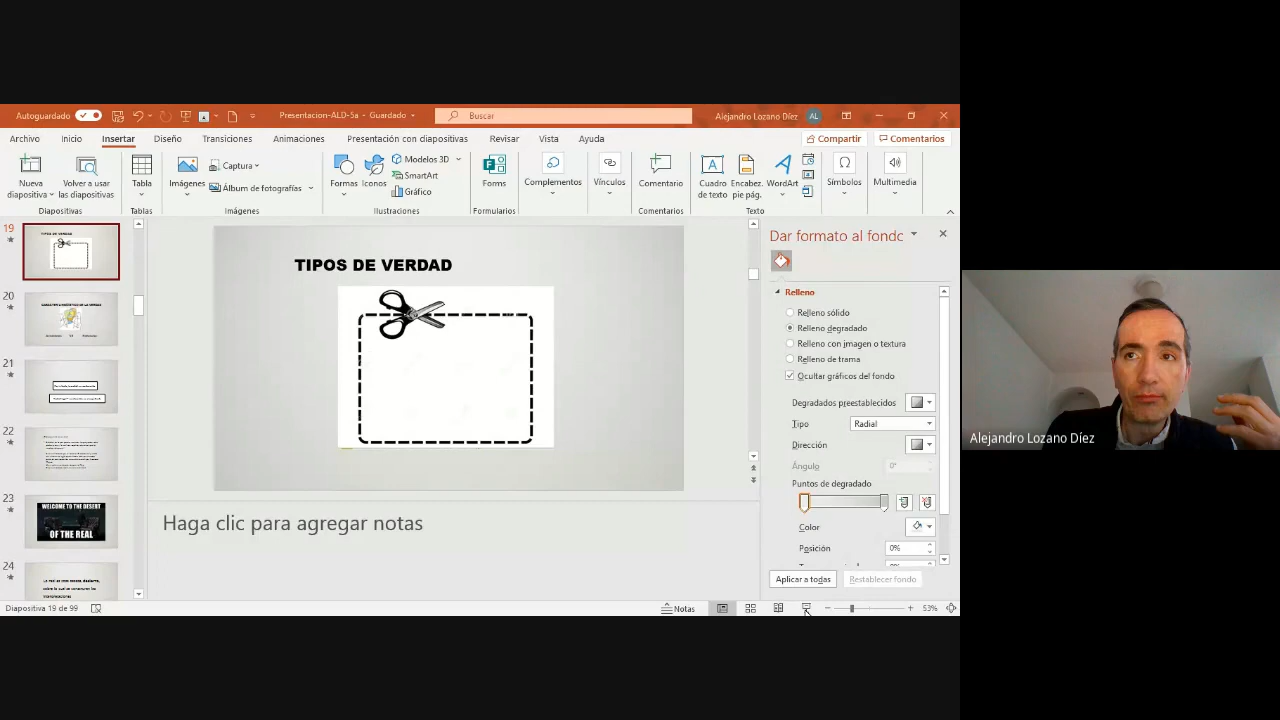 Autoguardado
Presentacion-ALD-5a - Guardado
Buscar
Alejandro Lozano Díez
AL
Archivo
Inicio
Insertar
Diseño
Transiciones
Animaciones
Presentación con diapositivas
Revisar
Vista
Ayuda
Compartir
Comentarios
Nueva
diapositiva
Volver a usar
las diapositivas
Diapositivas
Tabla
Tablas
Imágenes
Captura
Álbum de fotografías
Imágenes
Formas
Iconos
Modelos 3D
SmartArt
Gráfico
Ilustraciones
Forms
Formularios
Complementos
Vínculos
Comentario
Comentarios
Cuadro
de texto
Encabez.
pie pág.
WordArt
Texto
Símbolos
Multimedia
19
TIPOS DE VERDAD
20
21
22
23
WELCOME TO THE DESERT
OF THE REAL
24
TIPOS DE VERDAD
Haga clic para agregar notas
Dar formato al fondo
Relleno
Relleno sólido
Relleno degradado
Relleno con imagen o textura
Relleno de trama
Ocultar gráficos del fondo
Degradados preestablecidos
Tipo
Radial
Dirección
Ángulo
0°
Puntos de degradado
Color
Posición
0%
Aplicar a todas
Restablecer fondo
Diapositiva 19 de 99
Notas
53%
Alejandro Lozano Díez